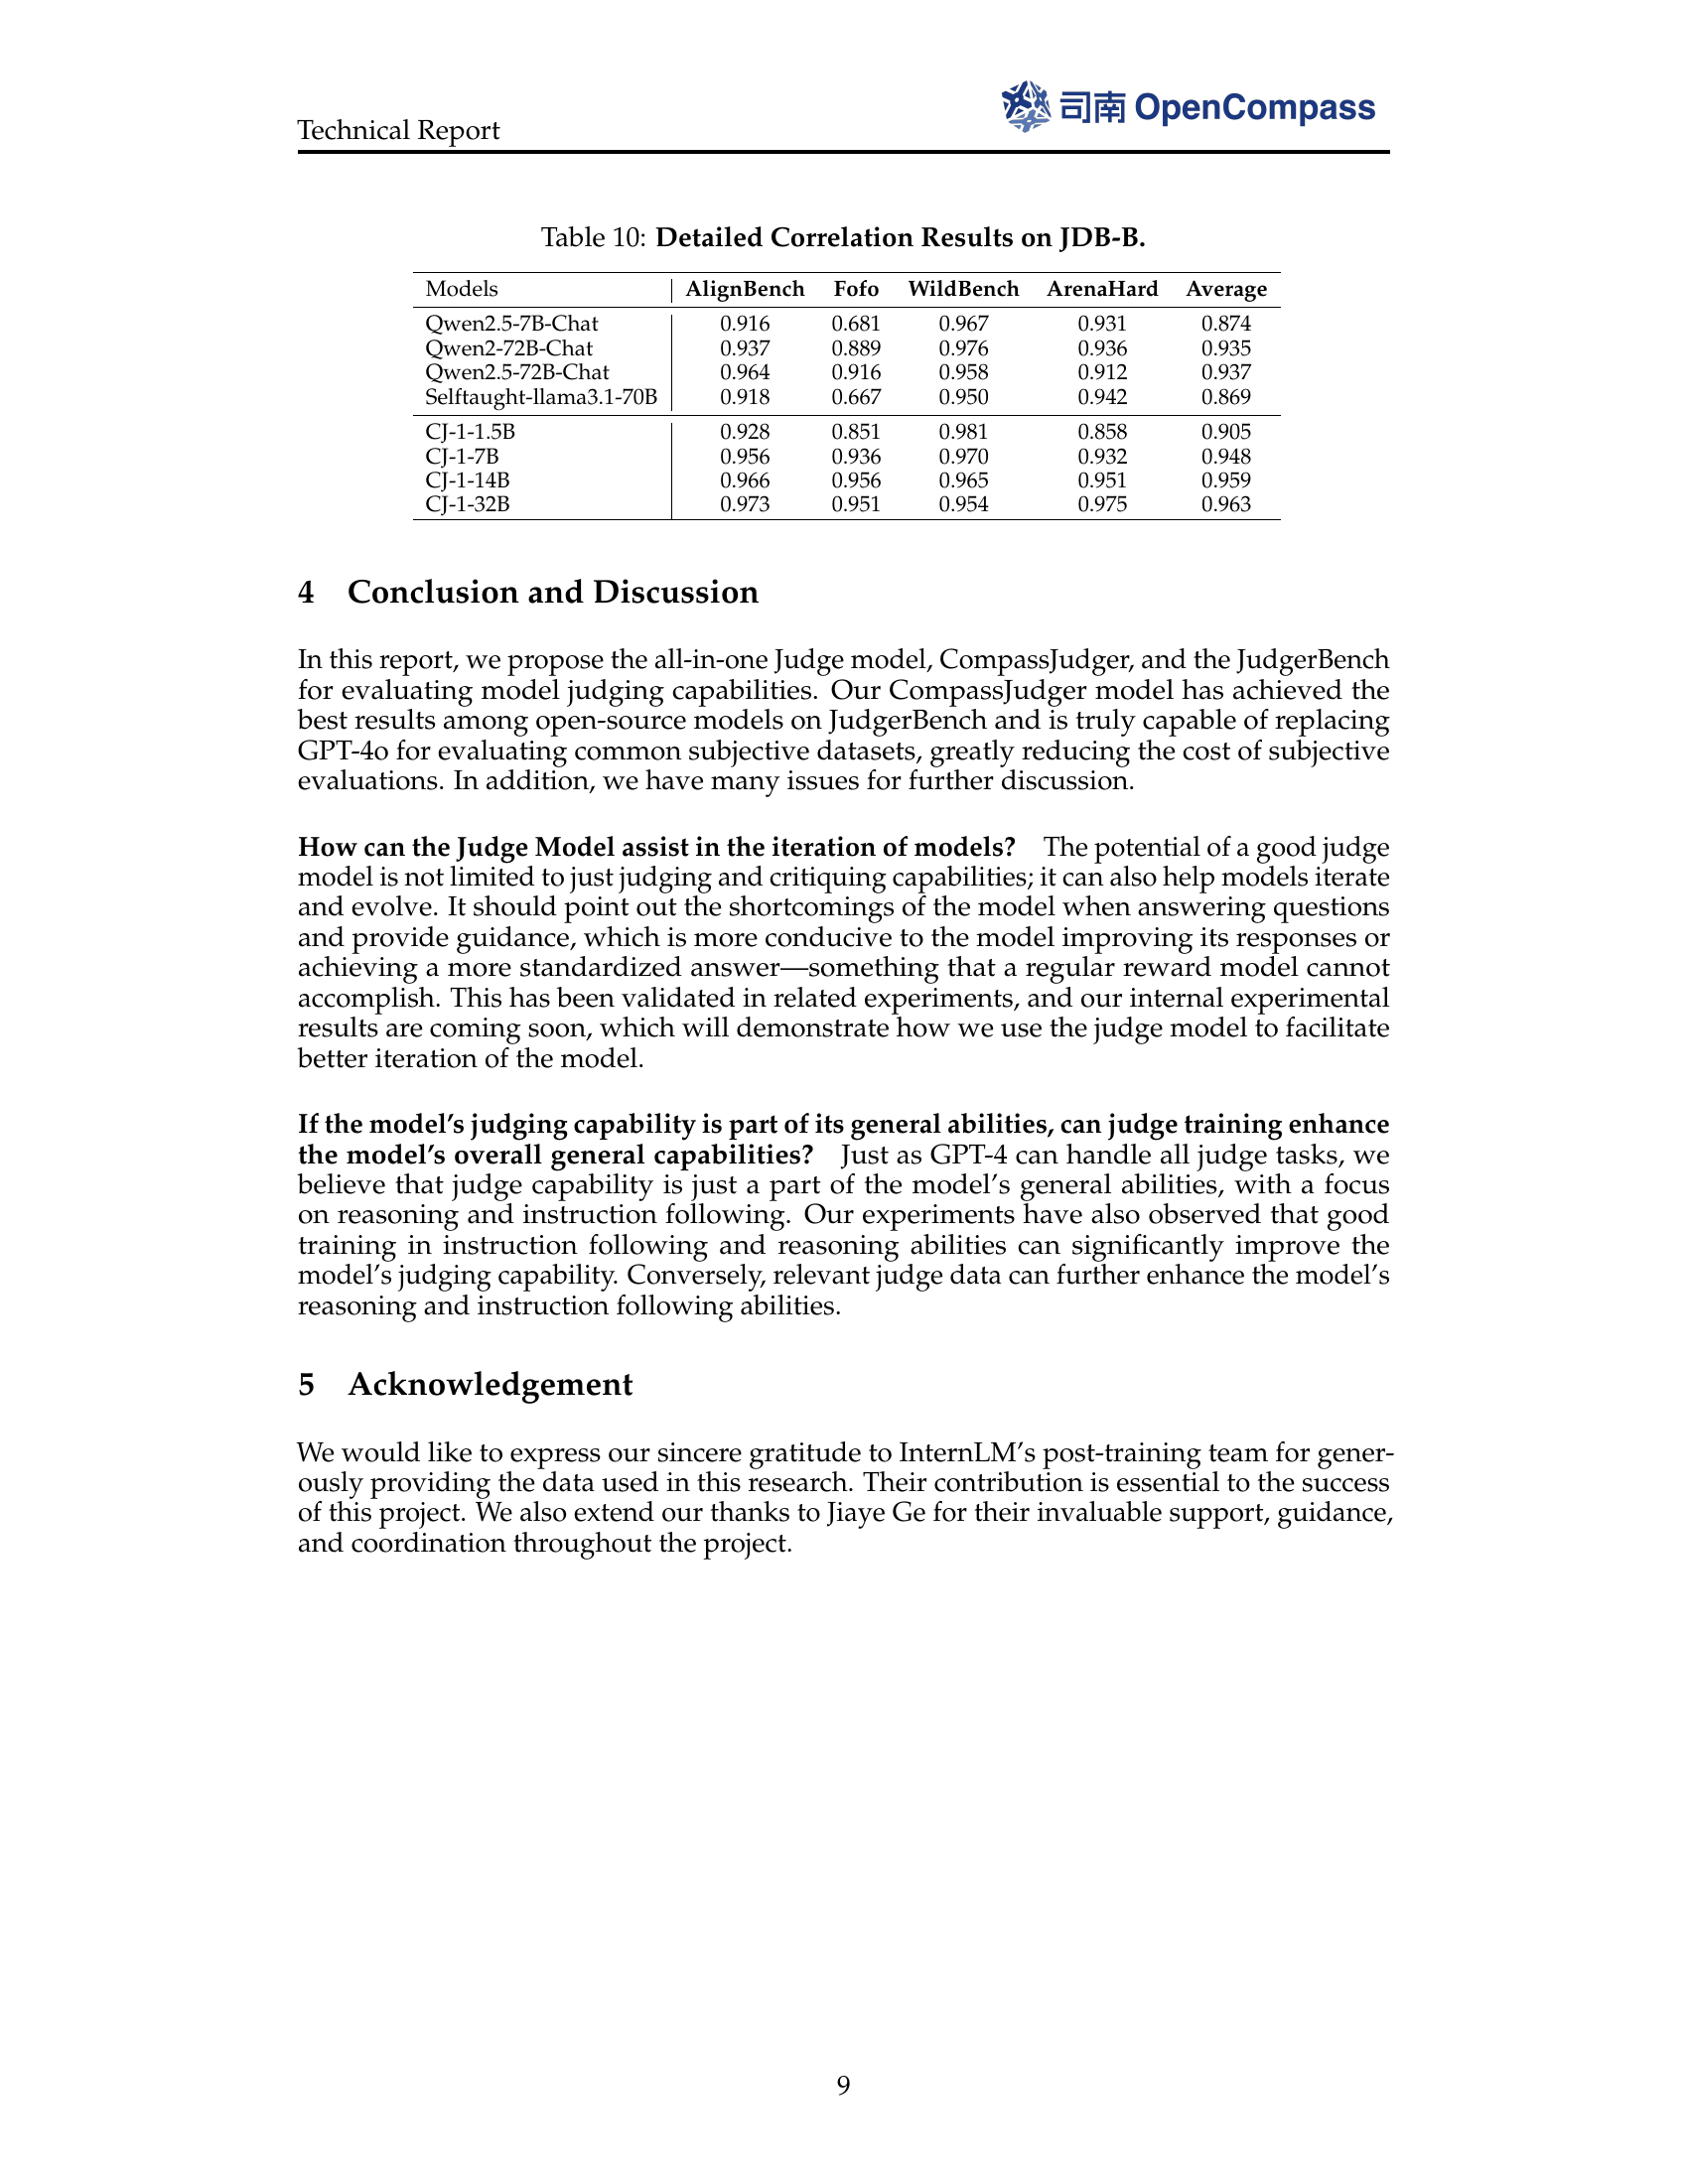 Technical Report
司南 OpenCompass
Table 10: Detailed Correlation Results on JDB-B.
Models AlignBench Fofo WildBench ArenaHard Average
Qwen2.5-7B-Chat 0.916 0.681 0.967 0.931 0.874
Qwen2-72B-Chat 0.937 0.889 0.976 0.936 0.935
Qwen2.5-72B-Chat 0.964 0.916 0.958 0.912 0.937
Selftaught-llama3.1-70B 0.918 0.667 0.950 0.942 0.869
CJ-1-1.5B 0.928 0.851 0.981 0.858 0.905
CJ-1-7B 0.956 0.936 0.970 0.932 0.948
CJ-1-14B 0.966 0.956 0.965 0.951 0.959
CJ-1-32B 0.973 0.951 0.954 0.975 0.963
4 Conclusion and Discussion
In this report, we propose the all-in-one Judge model, CompassJudger, and the JudgerBench
for evaluating model judging capabilities. Our CompassJudger model has achieved the
best results among open-source models on JudgerBench and is truly capable of replacing
GPT-4o for evaluating common subjective datasets, greatly reducing the cost of subjective
evaluations. In addition, we have many issues for further discussion.
How can the Judge Model assist in the iteration of models? The potential of a good judge
model is not limited to just judging and critiquing capabilities; it can also help models iterate
and evolve. It should point out the shortcomings of the model when answering questions
and provide guidance, which is more conducive to the model improving its responses or
achieving a more standardized answer—something that a regular reward model cannot
accomplish. This has been validated in related experiments, and our internal experimental
results are coming soon, which will demonstrate how we use the judge model to facilitate
better iteration of the model.
If the model's judging capability is part of its general abilities, can judge training enhance
the model's overall general capabilities? Just as GPT-4 can handle all judge tasks, we
believe that judge capability is just a part of the model's general abilities, with a focus
on reasoning and instruction following. Our experiments have also observed that good
training in instruction following and reasoning abilities can significantly improve the
model's judging capability. Conversely, relevant judge data can further enhance the model's
reasoning and instruction following abilities.
5 Acknowledgement
We would like to express our sincere gratitude to InternLM's post-training team for gener-
ously providing the data used in this research. Their contribution is essential to the success
of this project. We also extend our thanks to Jiaye Ge for their invaluable support, guidance,
and coordination throughout the project.
9